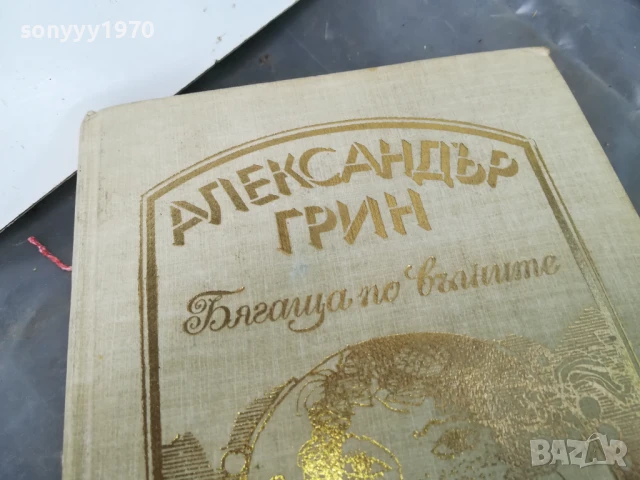 sonyyy1970
АЛЕКСАНДЪР
ГРИН
Бягаща по вълните
BAZAR